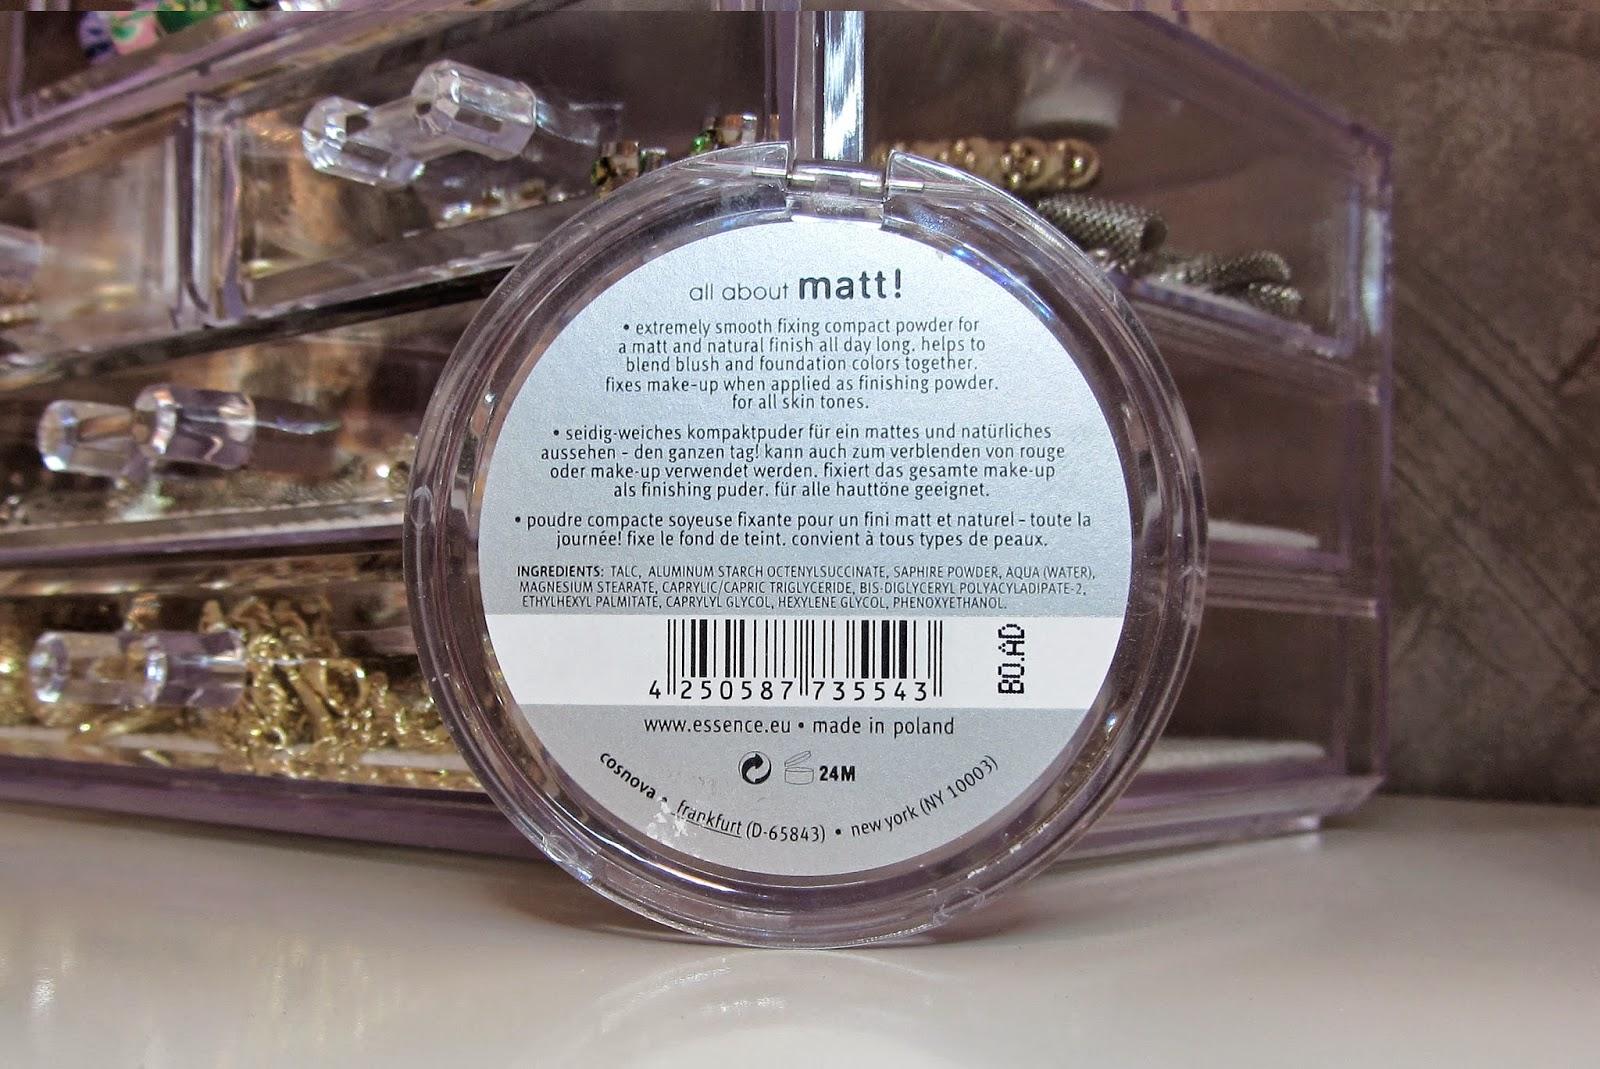 all about matt!
• extremely smooth fixing compact powder for
a matt and natural finish all day long. helps to
blend blush and foundation colors together.
fixes make-up when applied as finishing powder.
for all skin tones.
• seidig-weiches kompaktpuder für ein mattes und natürliches
aussehen – den ganzen tag! kann auch zum verblenden von rouge
oder make-up verwendet werden. fixiert das gesamte make-up
als finishing puder. für alle hauttöne geeignet.
• poudre compacte soyeuse fixante pour un fini matt et naturel – toute la
journée! fixe le fond de teint. convient à tous types de peaux.
INGREDIENTS: TALC, ALUMINUM STARCH OCTENYLSUCCINATE, SAPHIRE POWDER, AQUA (WATER),
MAGNESIUM STEARATE, CAPRYLIC/CAPRIC TRIGLYCERIDE, BIS-DIGLYCERYL POLYACYLADIPATE-2,
ETHYLHEXYL PALMITATE, CAPRYLYL GLYCOL, HEXYLENE GLYCOL, PHENOXYETHANOL.
4 250587 735543
BO.AD
www.essence.eu • made in poland
24M
cosnova • frankfurt (D-65843) • new york (NY 10003)